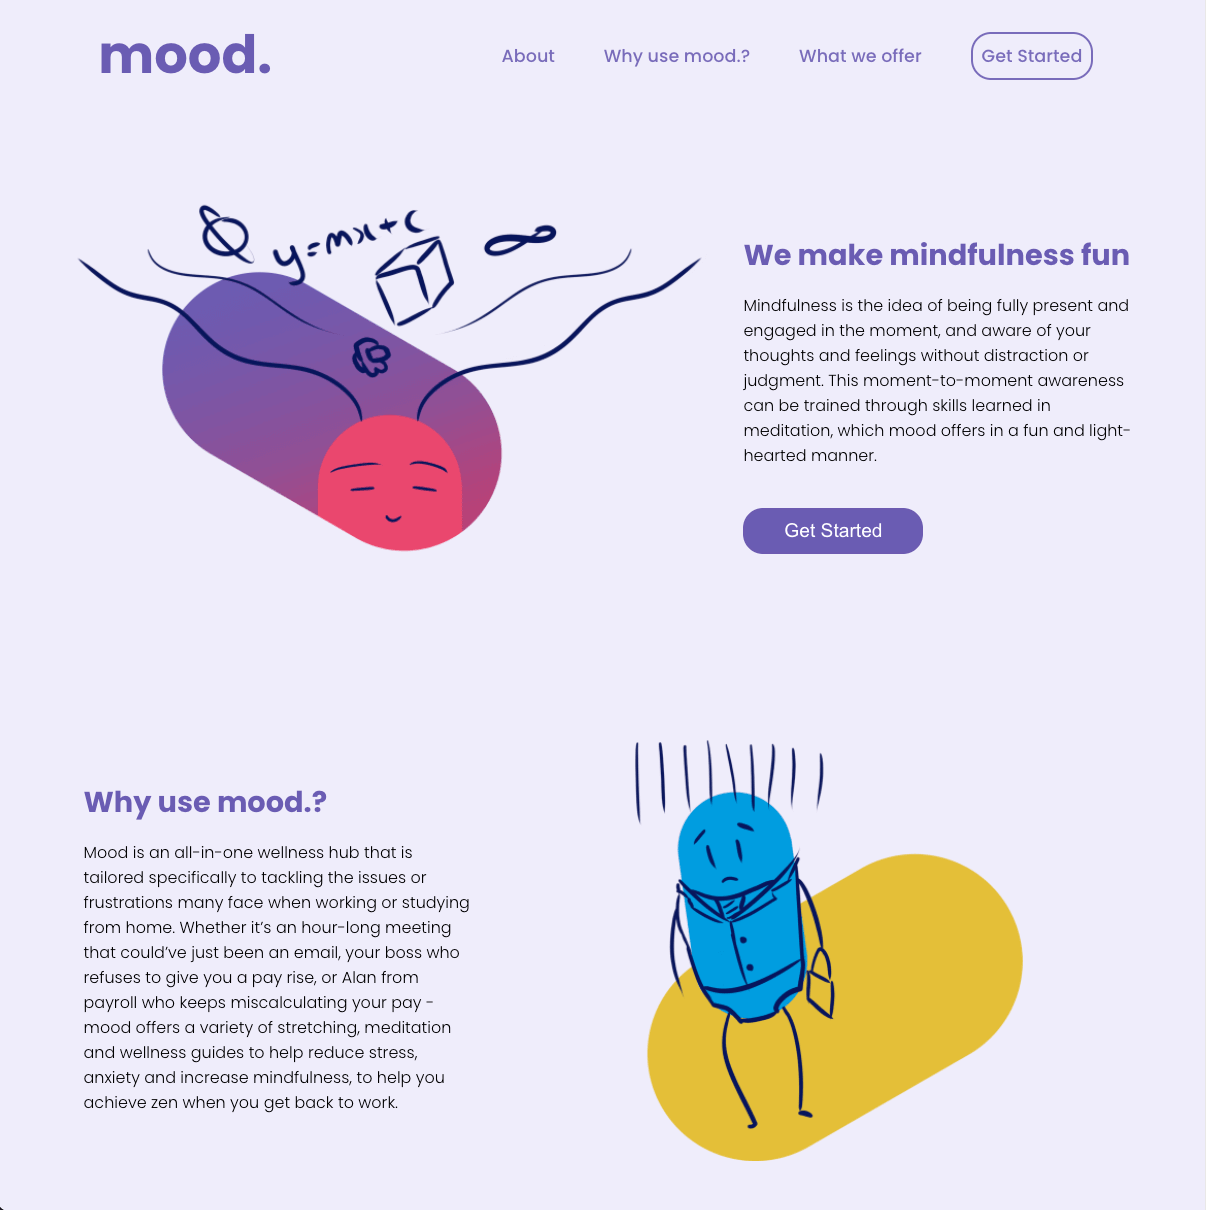 mood.
About
Why use mood.?
What we offer
Get Started
y=mx+c
We make mindfulness fun
Mindfulness is the idea of being fully present and
engaged in the moment, and aware of your
thoughts and feelings without distraction or
judgment. This moment-to-moment awareness
can be trained through skills learned in
meditation, which mood offers in a fun and light-
hearted manner.
Get Started
Why use mood.?
Mood is an all-in-one wellness hub that is
tailored specifically to tackling the issues or
frustrations many face when working or studying
from home. Whether it’s an hour-long meeting
that could’ve just been an email, your boss who
refuses to give you a pay rise, or Alan from
payroll who keeps miscalculating your pay -
mood offers a variety of stretching, meditation
and wellness guides to help reduce stress,
anxiety and increase mindfulness, to help you
achieve zen when you get back to work.